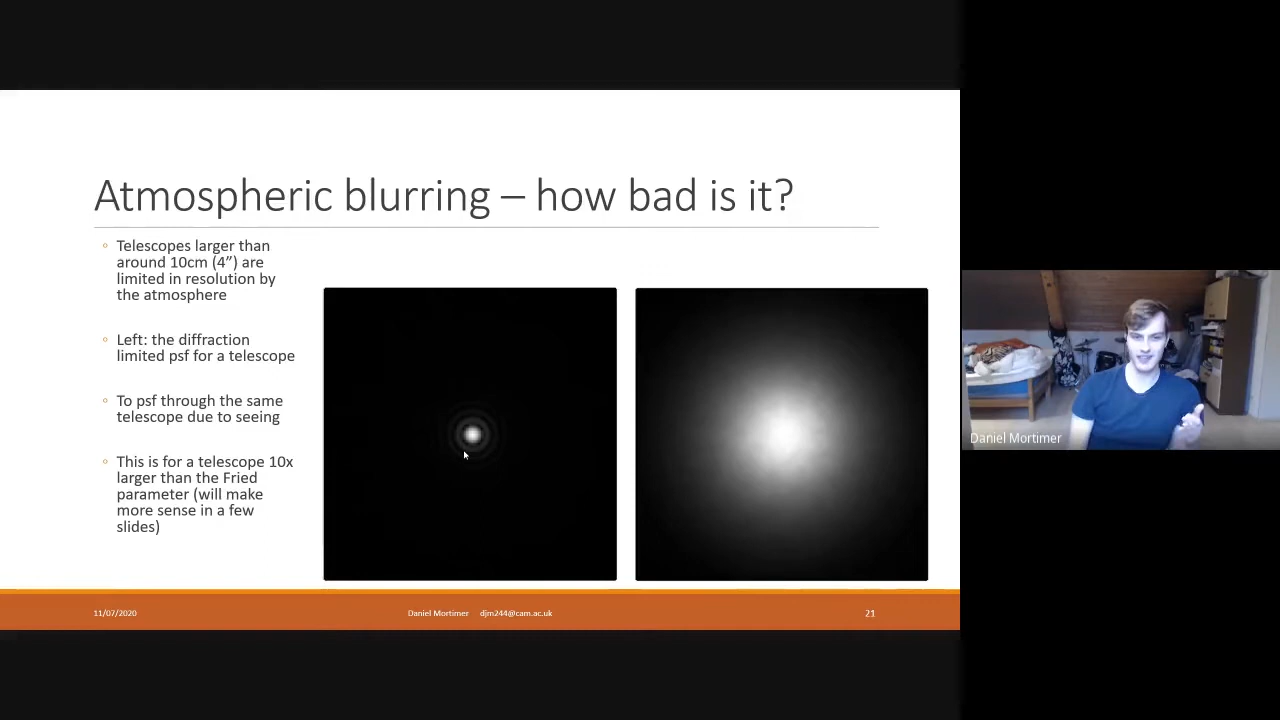 Atmospheric blurring – how bad is it?
Telescopes larger than
around 10cm (4”) are
limited in resolution by
the atmosphere
Left: the diffraction
limited psf for a telescope
To psf through the same
telescope due to seeing
This is for a telescope 10x
larger than the Fried
parameter (will make
more sense in a few
slides)
11/07/2020
Daniel Mortimer djm244@cam.ac.uk
21
Daniel Mortimer